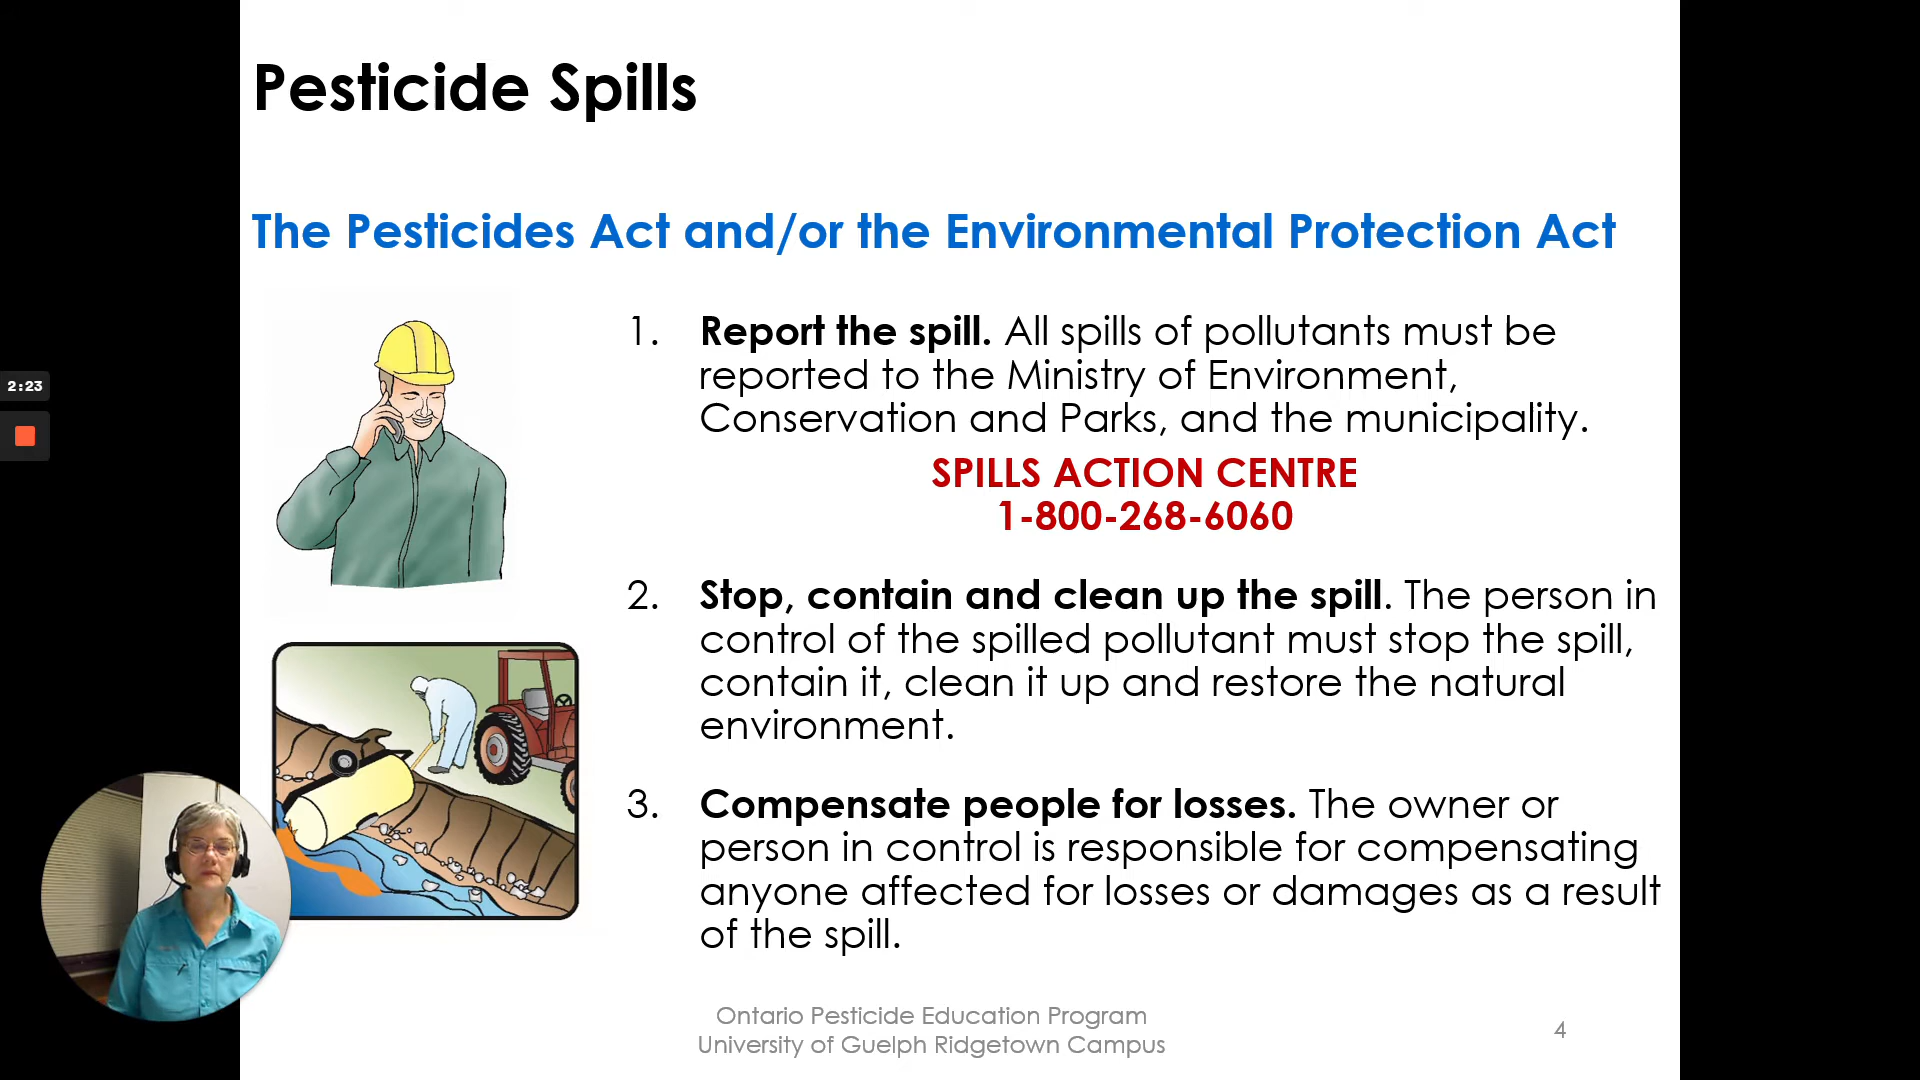 Pesticide Spills
The Pesticides Act and/or the Environmental Protection Act
1. Report the spill. All spills of pollutants must be
reported to the Ministry of Environment,
Conservation and Parks, and the municipality.
SPILLS ACTION CENTRE
1-800-268-6060
2. Stop, contain and clean up the spill. The person in
control of the spilled pollutant must stop the spill,
contain it, clean it up and restore the natural
environment.
3. Compensate people for losses. The owner or
person in control is responsible for compensating
anyone affected for losses or damages as a result
of the spill.
2:23
Ontario Pesticide Education Program
University of Guelph Ridgetown Campus
4